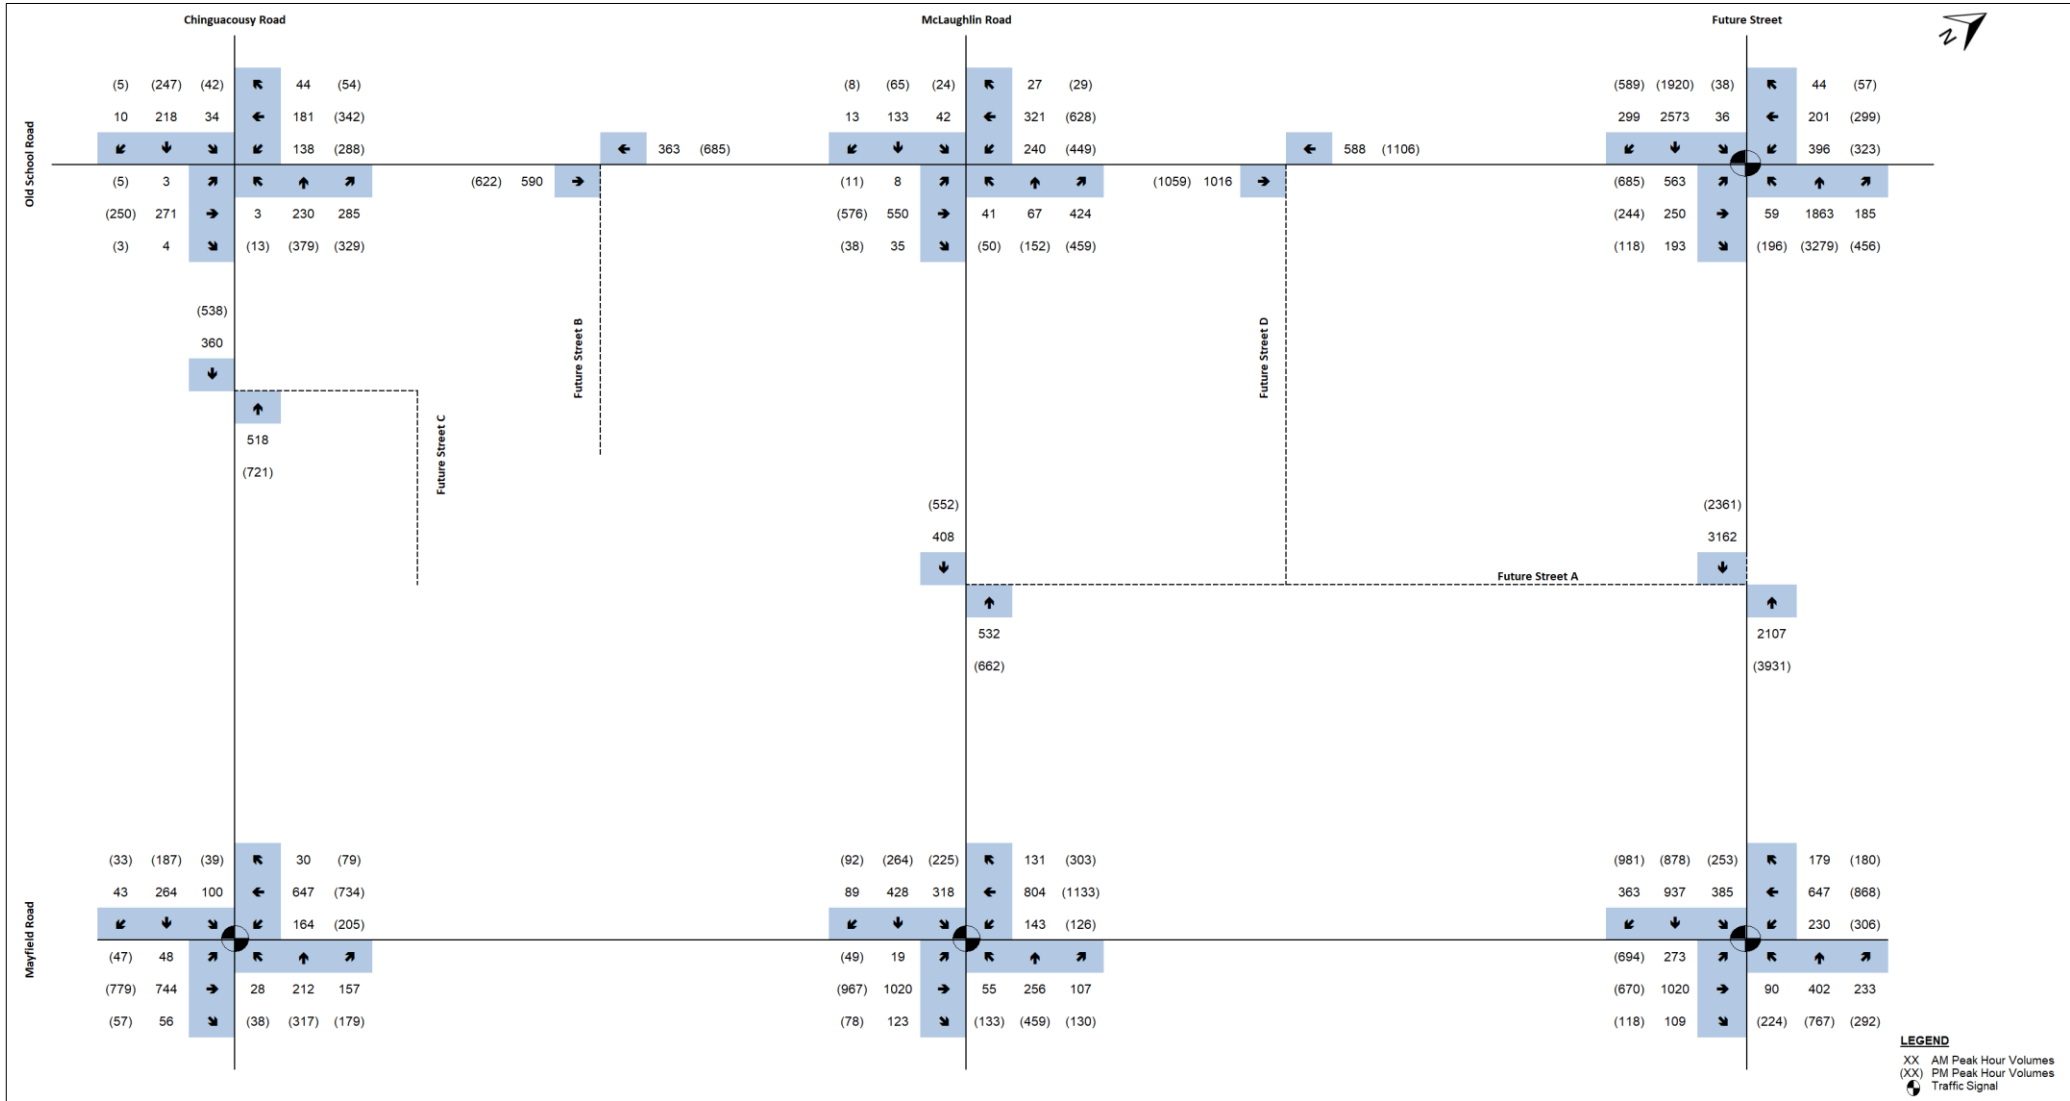 Chinguacousy Road McLaughlin Road Future Street
N
(5) (247) (42) 44 (54) (8) (65) (24) 27 (29) (589) (1920) (38) 44 (57)
10 218 34 181 (342) 13 133 42 321 (628) 299 2573 36 201 (299)
138 (288) 363 (685) 240 (449) 588 (1106) 396 (323)
Old School Road
(5) 3 (622) 590 (11) 8 (1059) 1016 (685) 563
(250) 271 3 230 285 (576) 550 41 67 424 (244) 250 59 1863 185
(3) 4 (13) (379) (329) (38) 35 (50) (152) (459) (118) 193 (196) (3279) (456)
(538)
360
Future Street B
Future Street D
518
(721)
Future Street C
(552) (2361)
408 3162
Future Street A
532 2107
(662) (3931)
(33) (187) (39) 30 (79) (92) (264) (225) 131 (303) (981) (878) (253) 179 (180)
43 264 100 647 (734) 89 428 318 804 (1133) 363 937 385 647 (868)
164 (205) 143 (126) 230 (306)
Mayfield Road
(47) 48 (49) 19 (694) 273
(779) 744 28 212 157 (967) 1020 55 256 107 (670) 1020 90 402 233
(57) 56 (38) (317) (179) (78) 123 (133) (459) (130) (118) 109 (224) (767) (292)
LEGEND
XX AM Peak Hour Volumes
(XX) PM Peak Hour Volumes
Traffic Signal